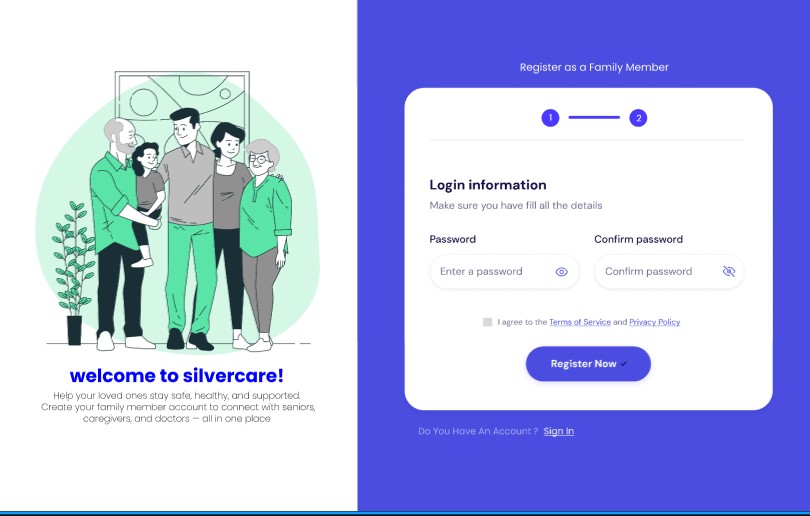 welcome to silvercare!
Help your loved ones stay safe, healthy, and supported.
Create your family member account to connect with seniors,
caregivers, and doctors — all in one place
Register as a Family Member
1 2
Login information
Make sure you have fill all the details
Password Confirm password
Enter a password Confirm password
I agree to the Terms of Service and Privacy Policy
Register Now
Do You Have An Account ? Sign In